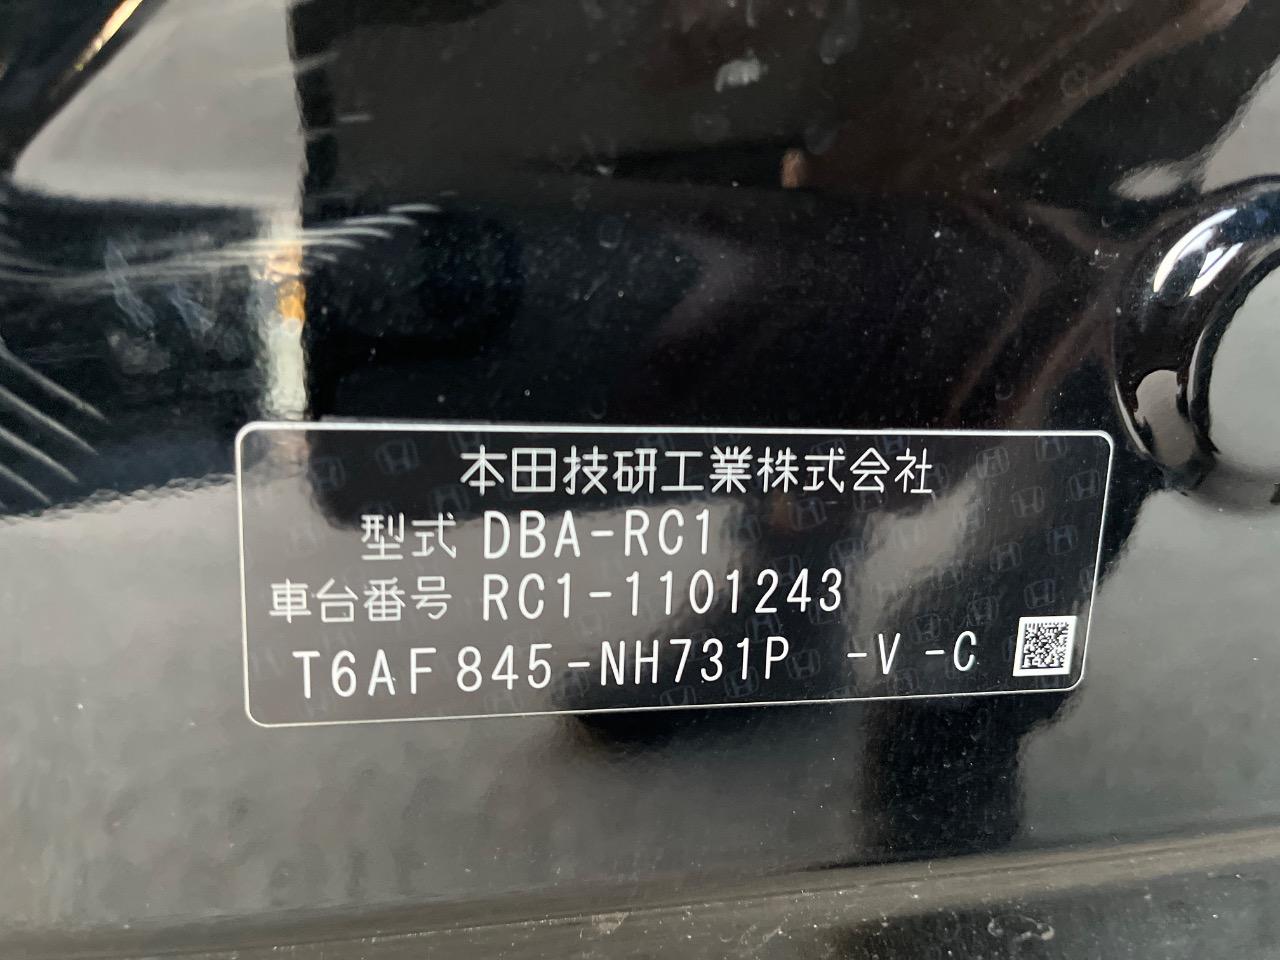 本田技研工業株式会社
型式 DBA-RC1
車台番号 RC1-1101243
T6AF845-NH731P -V -C